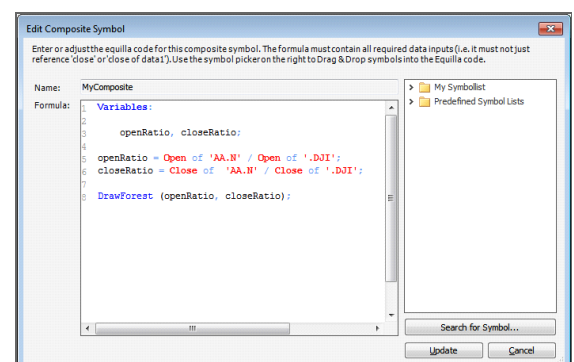 Edit Composite Symbol
Enter or adjust the equilla code for this composite symbol. The formula must contain all required data inputs (i.e. it must not just
reference 'close' or 'close of data1'). Use the symbol picker on the right to Drag & Drop symbols into the Equilla code.
Name: MyComposite
Formula:
1 Variables:
2
3 openRatio, closeRatio;
4
5 openRatio = Open of 'AA.N' / Open of '.DJI';
6 closeRatio = Close of 'AA.N' / Close of '.DJI';
7
8 DrawForest (openRatio, closeRatio);
My Symbollist
Predefined Symbol Lists
Search for Symbol...
Update Cancel